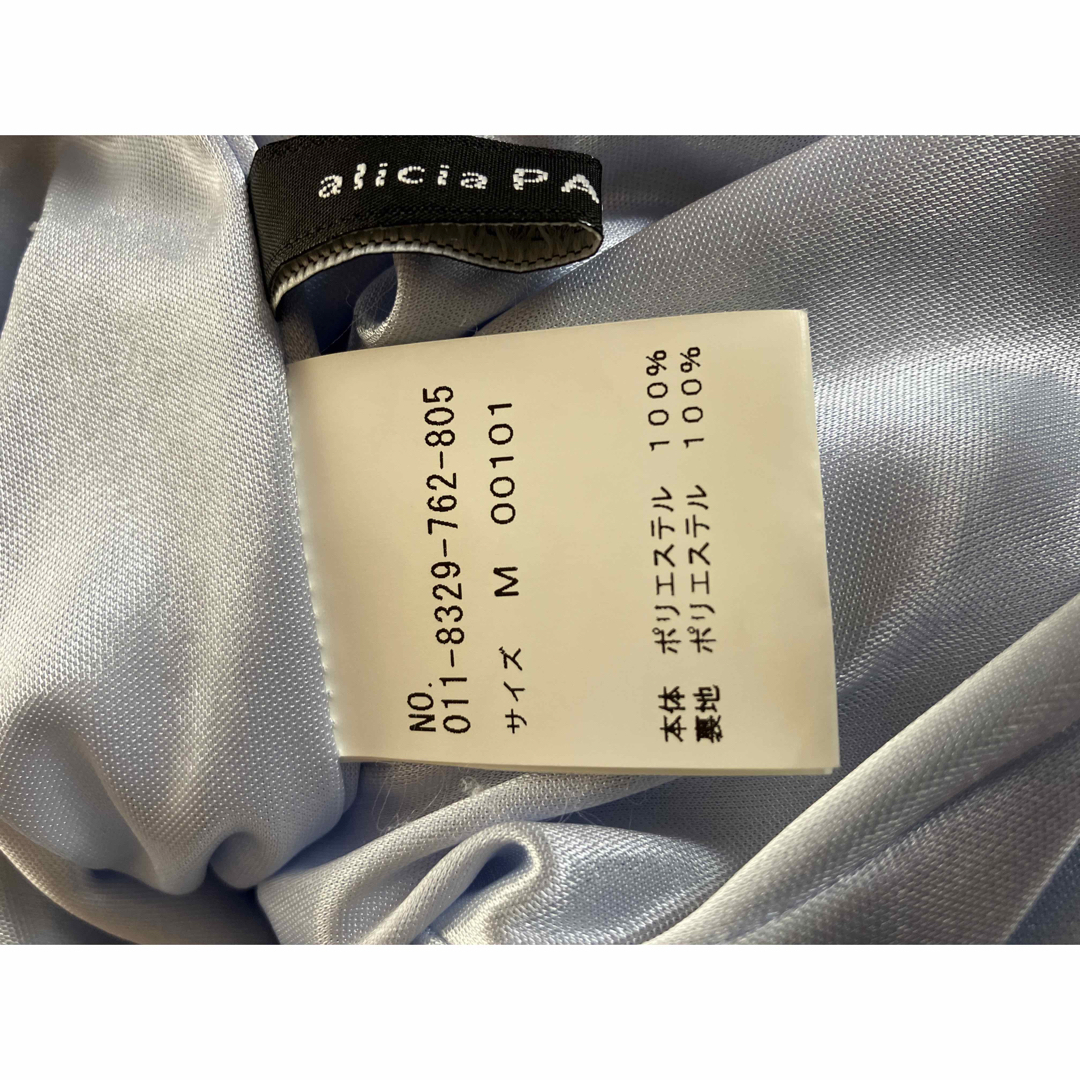 alicia PA
NO.
011-8329-762-805
サイズ M 00101
本体 ポリエステル 100%
裏地 ポリエステル 100%